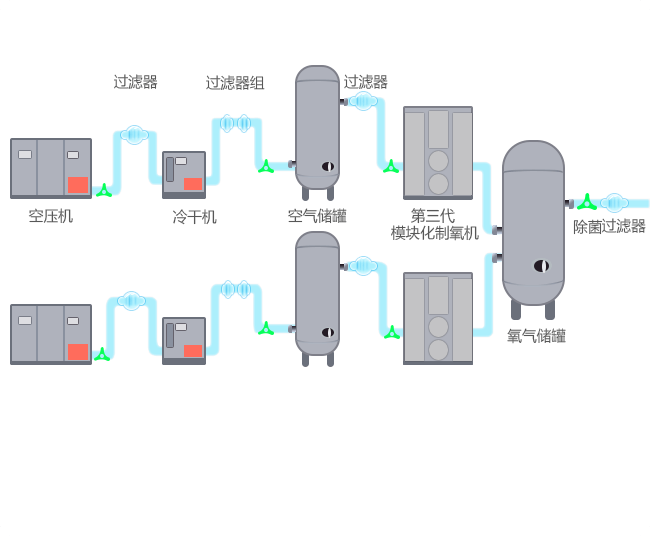 过滤器
过滤器组
过滤器
空压机
冷干机
空气储罐
第三代
模块化制氧机
除菌过滤器
氧气储罐